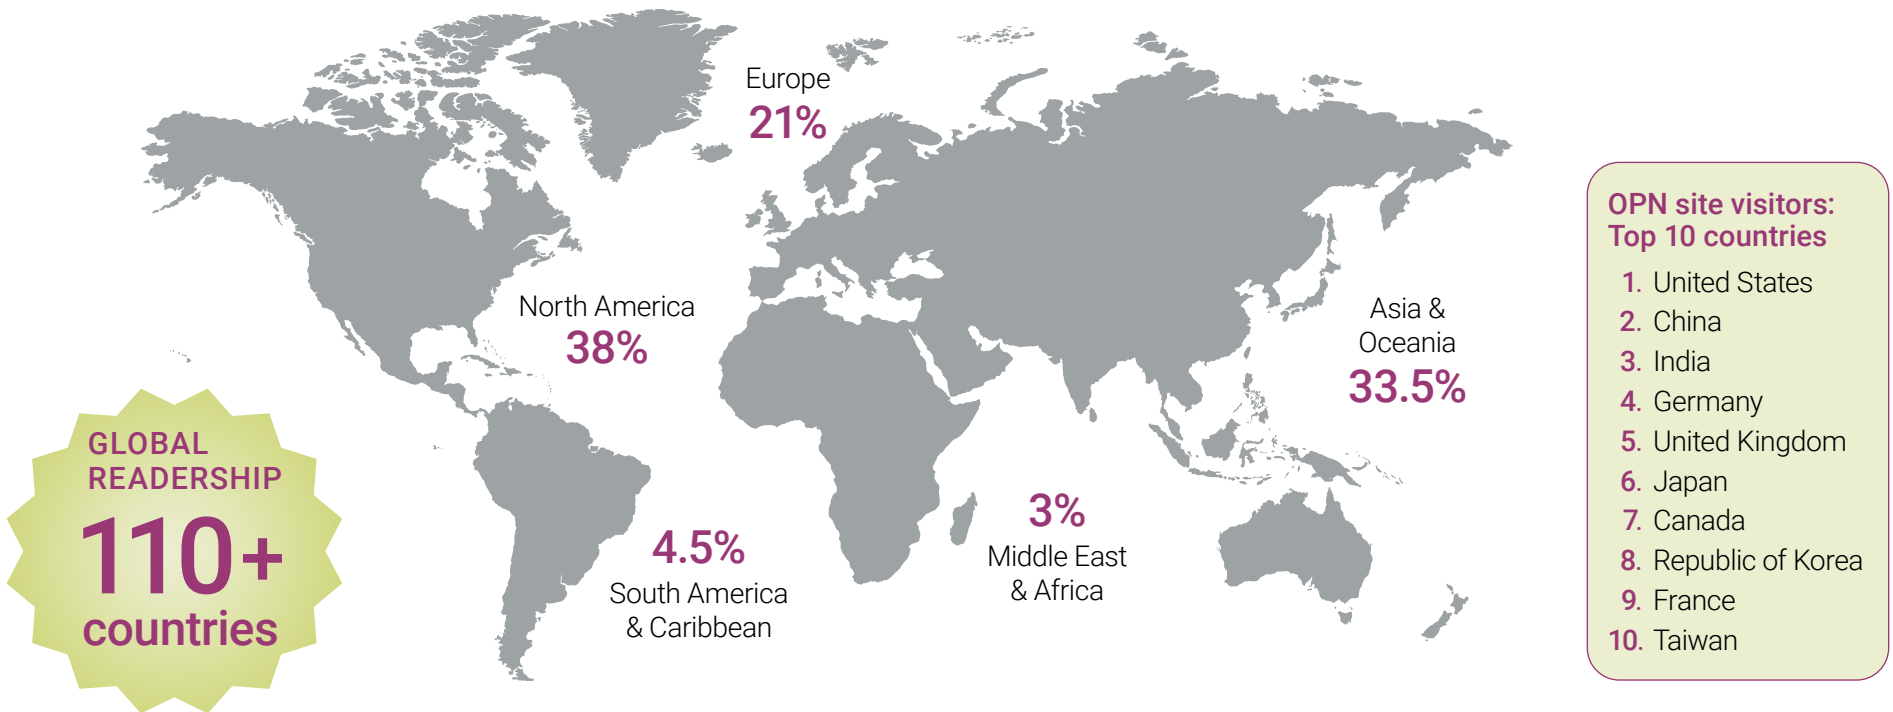 Europe
21%
North America
38%
Asia &
Oceania
33.5%
GLOBAL
READERSHIP
110+
countries
4.5%
South America
& Caribbean
3%
Middle East
& Africa
OPN site visitors:
Top 10 countries
1. United States
2. China
3. India
4. Germany
5. United Kingdom
6. Japan
7. Canada
8. Republic of Korea
9. France
10. Taiwan